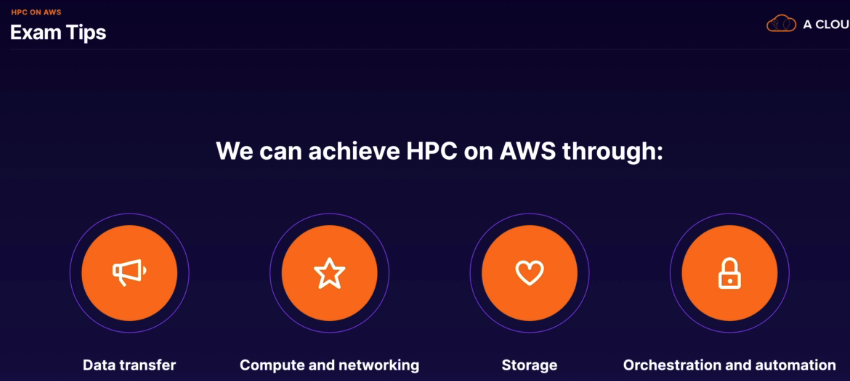 HPC ON AWS
Exam Tips
A CLOU
We can achieve HPC on AWS through:
Data transfer
Compute and networking
Storage
Orchestration and automation